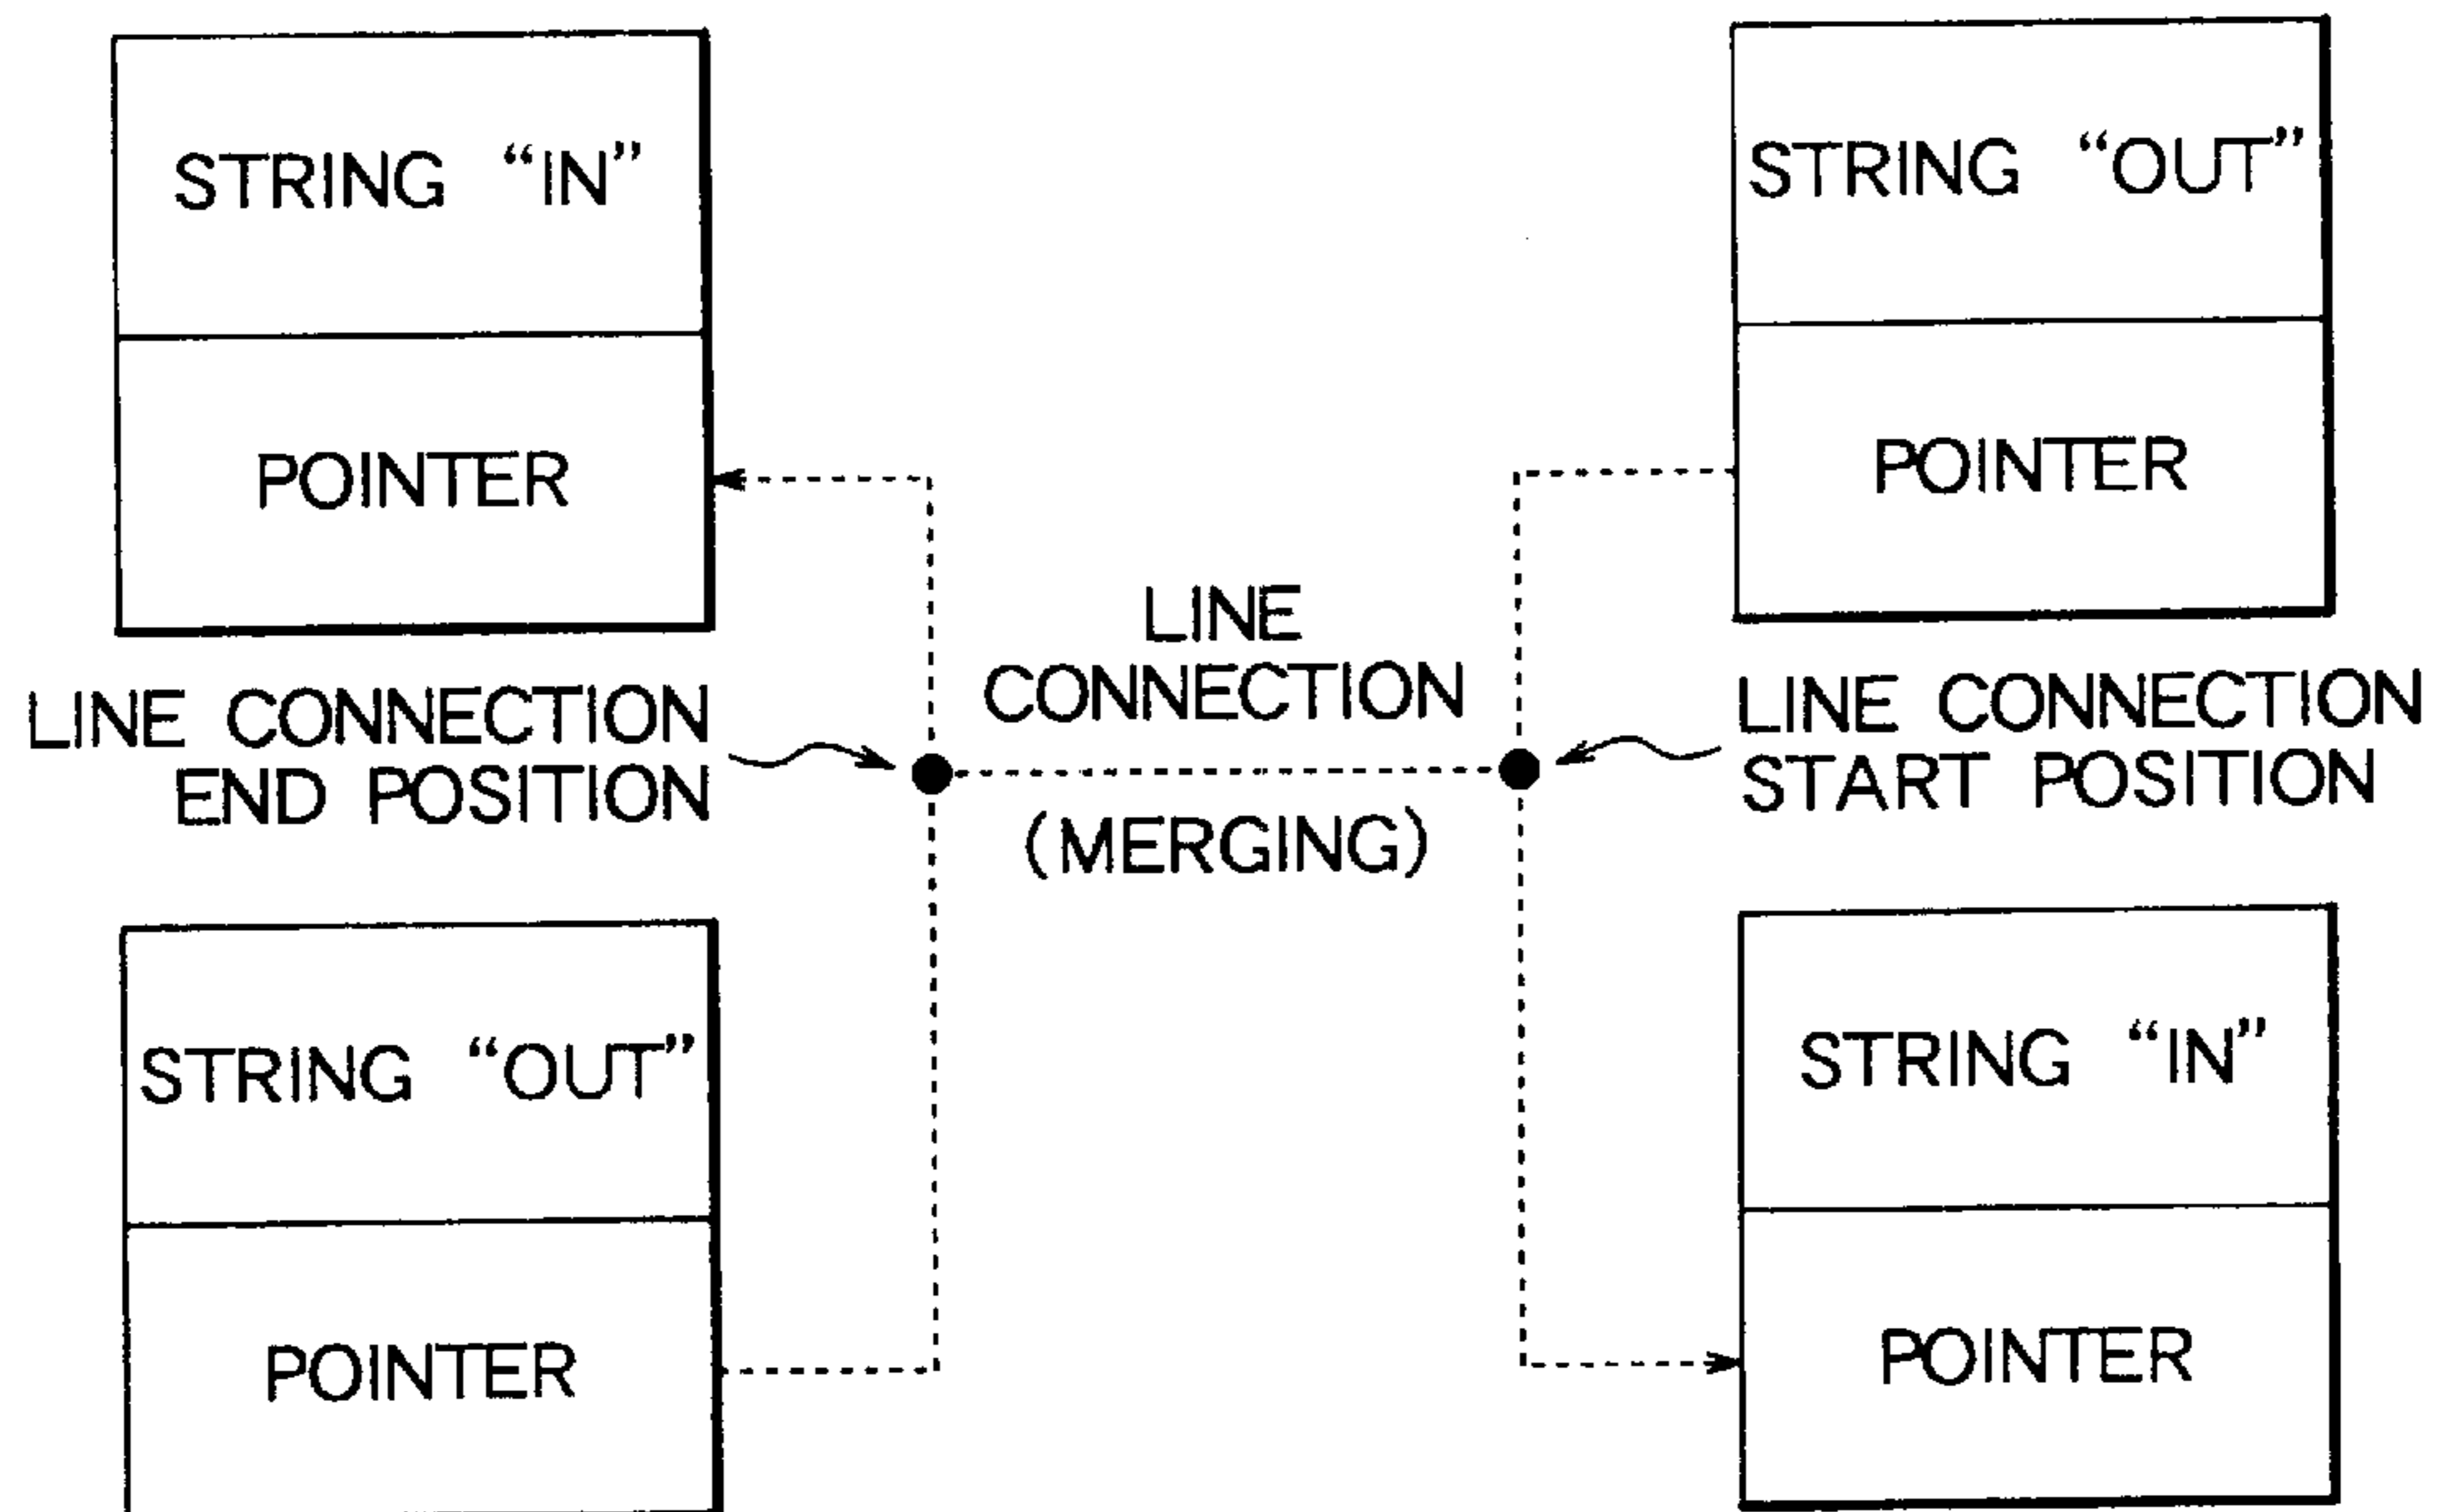 STRING “IN”
POINTER
STRING “OUT”
POINTER
LINE CONNECTION
END POSITION
LINE
CONNECTION
(MERGING)
LINE CONNECTION
START POSITION
STRING “OUT”
POINTER
STRING “IN”
POINTER